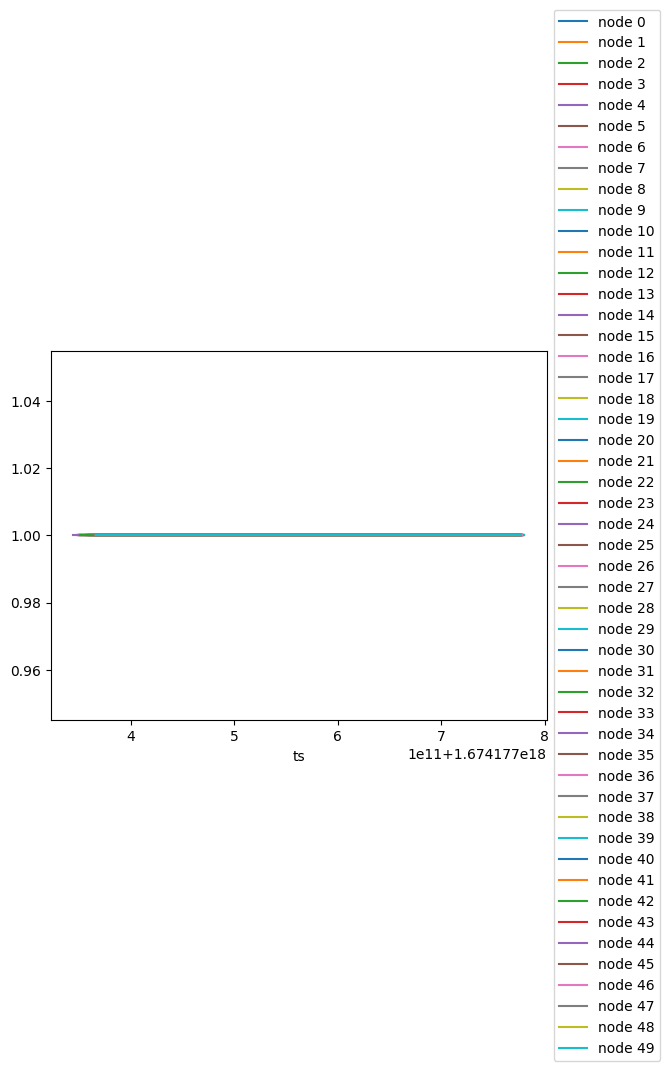 1.04
1.02
1.00
0.98
0.96
4 5 6 7 8
ts
1e11+1.674177e18
node 0
node 1
node 2
node 3
node 4
node 5
node 6
node 7
node 8
node 9
node 10
node 11
node 12
node 13
node 14
node 15
node 16
node 17
node 18
node 19
node 20
node 21
node 22
node 23
node 24
node 25
node 26
node 27
node 28
node 29
node 30
node 31
node 32
node 33
node 34
node 35
node 36
node 37
node 38
node 39
node 40
node 41
node 42
node 43
node 44
node 45
node 46
node 47
node 48
node 49